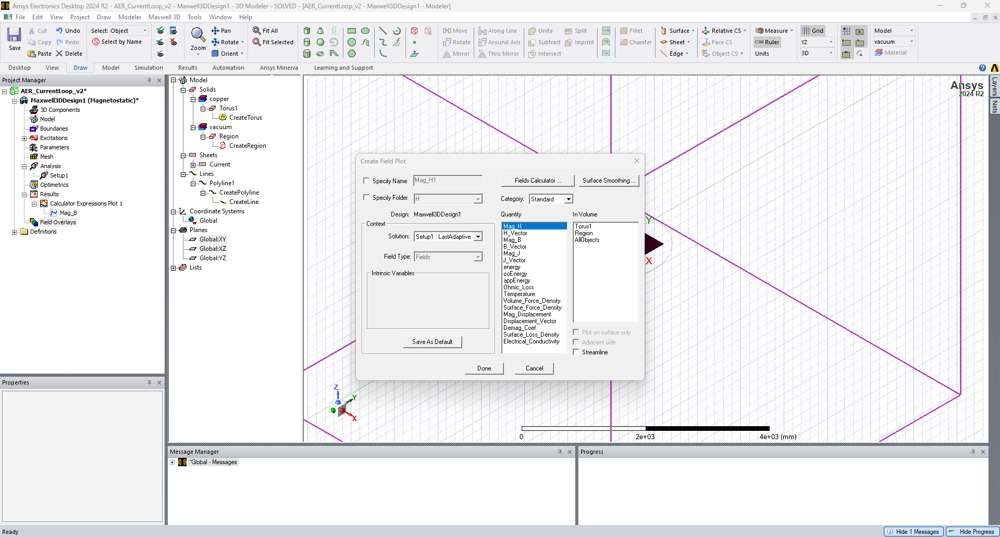 Ansys Electronics Desktop 2024 R2 - AER_CurrentLoop_v2 - Maxwell3DDesign1 - 3D Modeler - SOLVED - [AER_CurrentLoop_v2 - Maxwell3DDesign1 - Modeler]
File Edit View Project Draw Modeler Maxwell 3D Tools Window Help
Save
Cut
Copy
Paste
Undo
Redo
Delete
Select: Object
Select by Name
Zoom
Pan
Rotate
Orient
Fit All
Fit Selected
Move
Rotate
Mirror
Along Line
Around Axis
Thru Mirror
Unite
Subtract
Intersect
Split
Imprint
Fillet
Chamfer
Surface
Sheet
Edge
Relative CS
Face CS
Object CS
Measure
Ruler
Units
Grid
YZ
3D
Model
vacuum
Material
Desktop View Draw Model Simulation Results Automation Ansys Minerva Learning and Support
Project Manager
AER_CurrentLoop_v2*
Maxwell3DDesign1 (Magnetostatic)*
3D Components
Model
Boundaries
Excitations
Parameters
Mesh
Analysis
Setup1
Optimetrics
Results
Calculator Expressions Plot 1
Mag_B
Field Overlays
Definitions
Properties
Model
Solids
copper
Torus1
CreateTorus
vacuum
Region
CreateRegion
Sheets
Current
Lines
Polyline1
CreatePolyline
CreateLine
Coordinate Systems
Global
Planes
Global:XY
Global:XZ
Global:YZ
Lists
Ansys
2024 R2
Layers
Nets
Create Field Plot
Specify Name Mag_H1
Fields Calculator ...
Surface Smoothing ...
Specify Folder H
Category: Standard
Design: Maxwell3DDesign1
Context
Solution: Setup1 : LastAdaptive
Field Type: Fields
Intrinsic Variables
Save As Default
Quantity
Mag_H
H_Vector
Mag_B
B_Vector
Mag_J
J_Vector
energy
coEnergy
appEnergy
Ohmic_Loss
Temperature
Volume_Force_Density
Surface_Force_Density
Mag_Displacement
Displacement_Vector
Demag_Coef
Surface_Loss_Density
Electrical_Conductivity
In Volume
Torus1
Region
AllObjects
Plot on surface only
Adjacent side
Streamline
Done
Cancel
Y
X
Z
Y
X
0 2e+03 4e+03 (mm)
Message Manager
*Global - Messages
Progress
Ready
Hide 1 Messages
Hide Progress